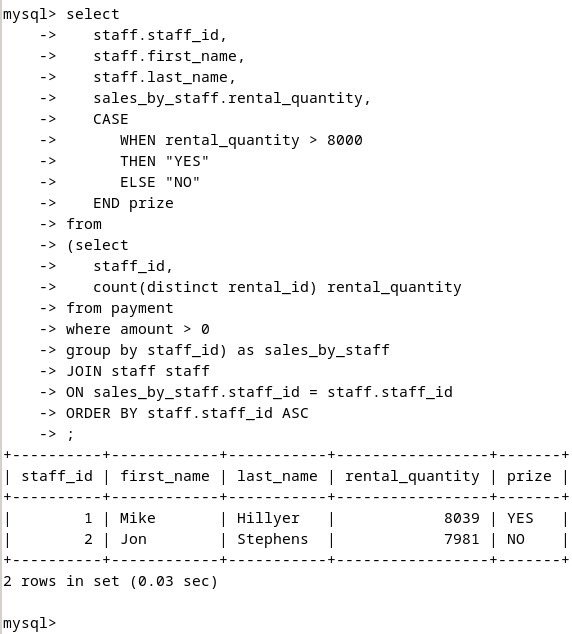 mysql> select
    ->    staff.staff_id,
    ->    staff.first_name,
    ->    staff.last_name,
    ->    sales_by_staff.rental_quantity,
    ->    CASE
    ->       WHEN rental_quantity > 8000
    ->       THEN "YES"
    ->       ELSE "NO"
    ->    END prize
    -> from
    -> (select
    ->    staff_id,
    ->    count(distinct rental_id) rental_quantity
    -> from payment
    -> where amount > 0
    -> group by staff_id) as sales_by_staff
    -> JOIN staff staff
    -> ON sales_by_staff.staff_id = staff.staff_id
    -> ORDER BY staff.staff_id ASC
    -> ;
+----------+------------+-----------+-----------------+-------+
| staff_id | first_name | last_name | rental_quantity | prize |
+----------+------------+-----------+-----------------+-------+
|        1 | Mike       | Hillyer   |            8039 | YES   |
|        2 | Jon        | Stephens  |            7981 | NO    |
+----------+------------+-----------+-----------------+-------+
2 rows in set (0.03 sec)

mysql>